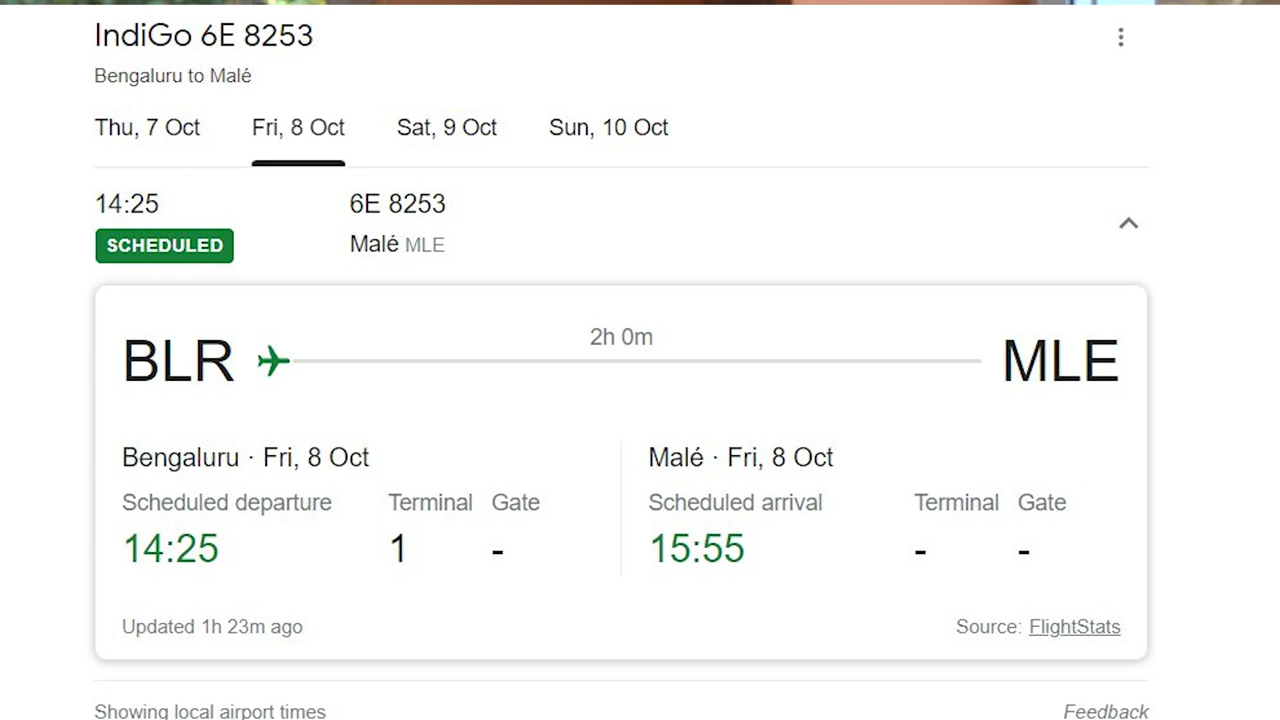 IndiGo 6E 8253
Bengaluru to Malé
Thu, 7 Oct Fri, 8 Oct Sat, 9 Oct Sun, 10 Oct
14:25 6E 8253
SCHEDULED Malé MLE
2h 0m
BLR MLE
Bengaluru · Fri, 8 Oct Malé · Fri, 8 Oct
Scheduled departure Terminal Gate Scheduled arrival Terminal Gate
14:25 1 - 15:55 - -
Updated 1h 23m ago Source: FlightStats
Showing local airport times Feedback